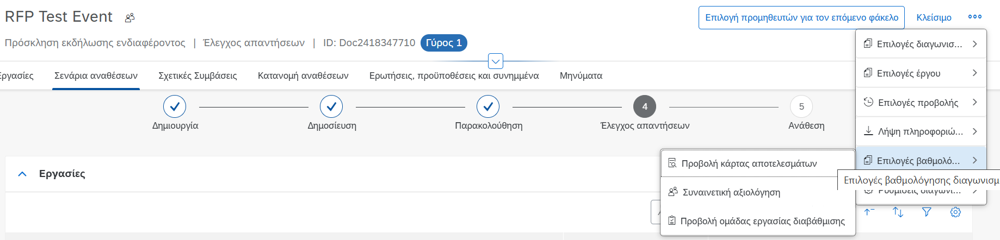 RFP Test Event
Επιλογή προμηθευτών για τον επόμενο φάκελο
Κλείσιμο
Πρόσκληση εκδήλωσης ενδιαφέροντος | Έλεγχος απαντήσεων | ID: Doc2418347710 Γύρος 1
Εργασίες
Σενάρια αναθέσεων
Σχετικές Συμβάσεις
Κατανομή αναθέσεων
Ερωτήσεις, προϋποθέσεις και συνημμένα
Μηνύματα
Δημιουργία
Δημοσίευση
Παρακολούθηση
4
Έλεγχος απαντήσεων
5
Ανάθεση
Επιλογές διαγωνισ...
Επιλογές έργου
Επιλογές προβολής
Λήψη πληροφοριώ...
Επιλογές βαθμολό...
Επιλογές βαθμολόγησης διαγωνισμ
Προβολή κάρτας αποτελεσμάτων
Συναινετική αξιολόγηση
Προβολή ομάδας εργασίας διαβάθμισης
Εργασίες